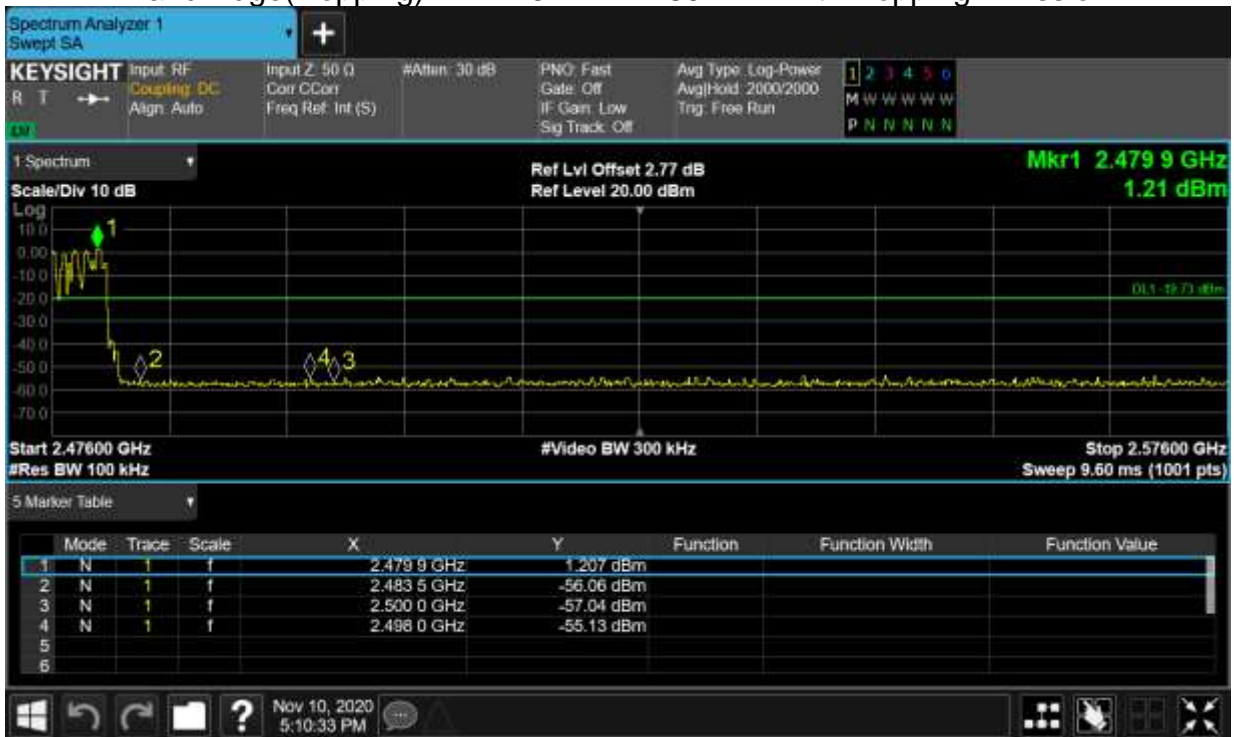 Spectrum Analyzer 1
Swept SA
+
KEYSIGHT Input: RF Input Z: 50 Ω #Atten: 30 dB PNO: Fast Avg Type: Log-Power 1 2 3 4 5 6
R T Coupling: DC Corr CCorr Gate: Off Avg|Hold: 2000/2000 M W W W W W
Align: Auto Freq Ref: Int (S) IF Gain: Low Trig: Free Run
Sig Track: Off P N N N N N
1 Spectrum Ref Lvl Offset 2.77 dB Mkr1 2.479 9 GHz
Scale/Div 10 dB Ref Level 20.00 dBm 1.21 dBm
Log
10.0
0.00
-10.0
-20.0
-30.0
-40.0
-50.0
-60.0
-70.0
1
2
4 3
DL1 -19.73 dBm
Start 2.47600 GHz #Video BW 300 kHz Stop 2.57600 GHz
#Res BW 100 kHz Sweep 9.60 ms (1001 pts)
5 Marker Table
Mode Trace Scale X Y Function Function Width Function Value
1 N 1 f 2.479 9 GHz 1.207 dBm
2 N 1 f 2.483 5 GHz -56.06 dBm
3 N 1 f 2.500 0 GHz -57.04 dBm
4 N 1 f 2.498 0 GHz -55.13 dBm
5
6
? Nov 10, 2020
5:10:33 PM